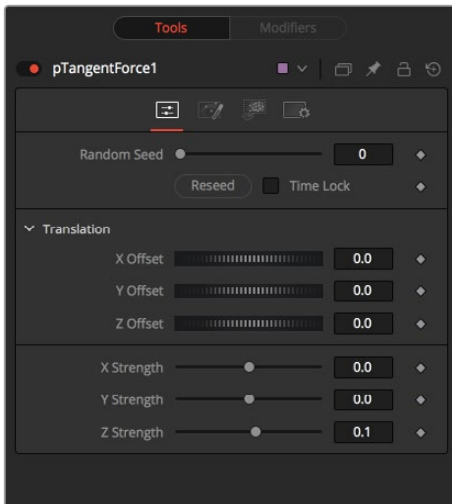 Tools Modifiers
pTangentForce1
Random Seed 0
Reseed Time Lock
Translation
X Offset 0.0
Y Offset 0.0
Z Offset 0.0
X Strength 0.0
Y Strength 0.0
Z Strength 0.1